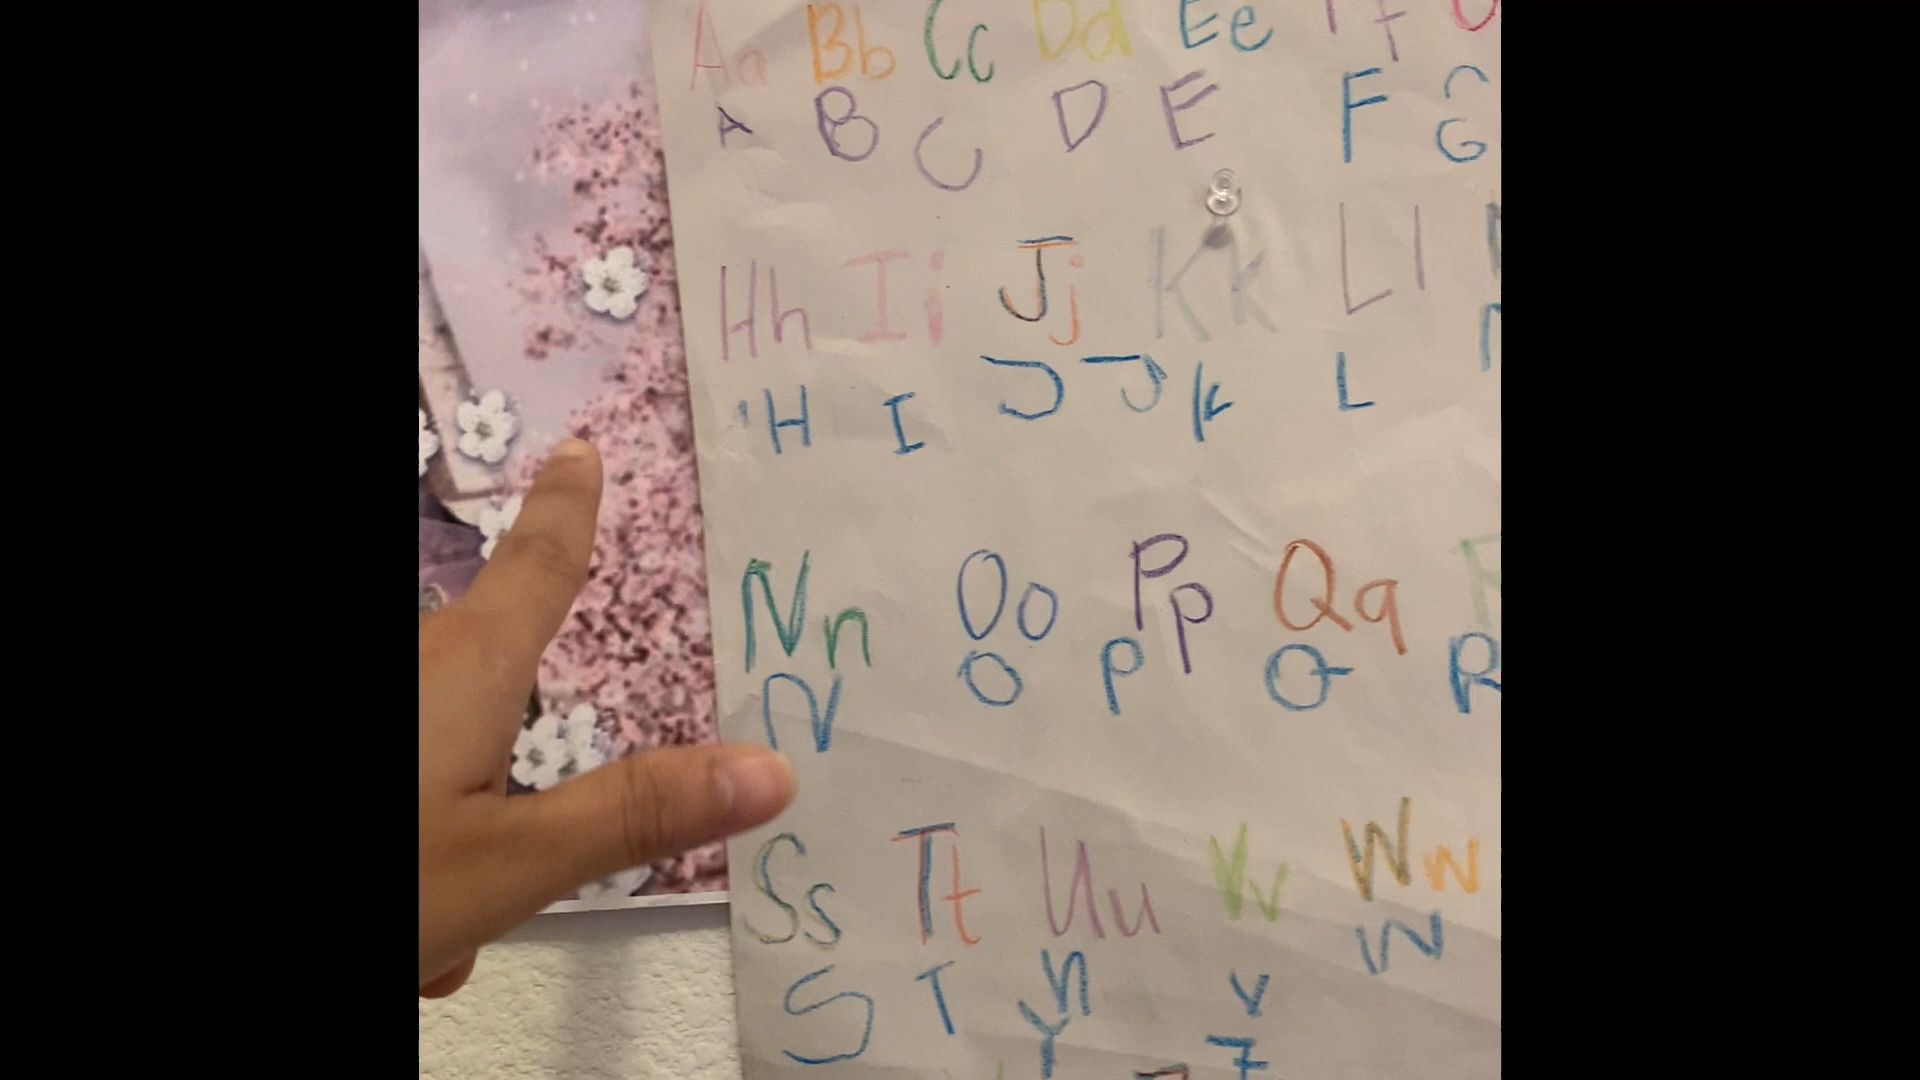 Aa Bb Cc Dd Ee Ff
A B C D E F G
Hh Ii Jj Kk Ll
H I J J K L
Nn Oo Pp Qq
N O P Q R
Ss Tt Uu Vv Ww
S T n v W
Y Z